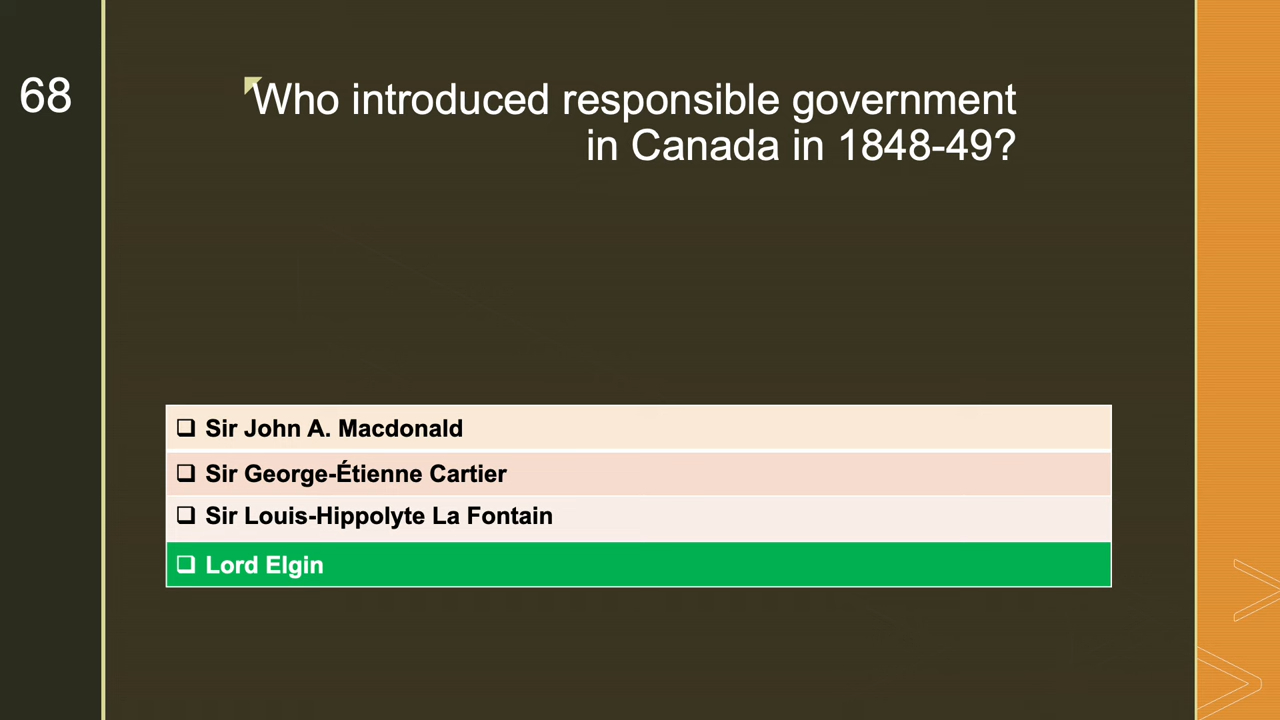 68
Who introduced responsible government
in Canada in 1848-49?
❑ Sir John A. Macdonald
❑ Sir George-Étienne Cartier
❑ Sir Louis-Hippolyte La Fontain
❑ Lord Elgin